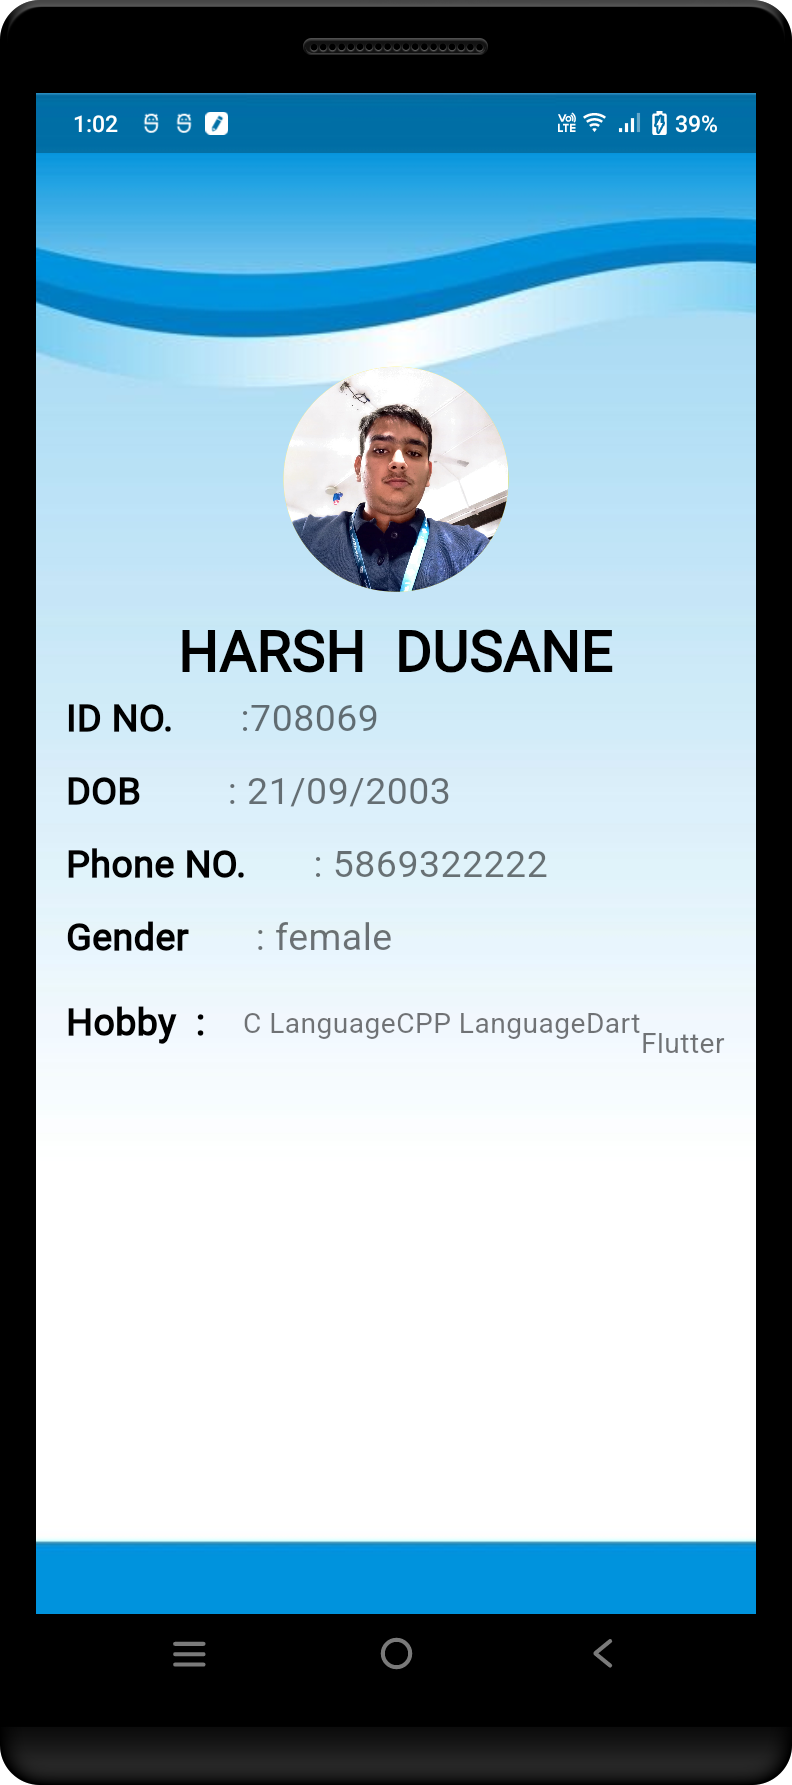 1:02 Vo) LTE 39%
HARSH DUSANE
ID NO. :708069
DOB : 21/09/2003
Phone NO. : 5869322222
Gender : female
Hobby : C LanguageCPP LanguageDart
Flutter